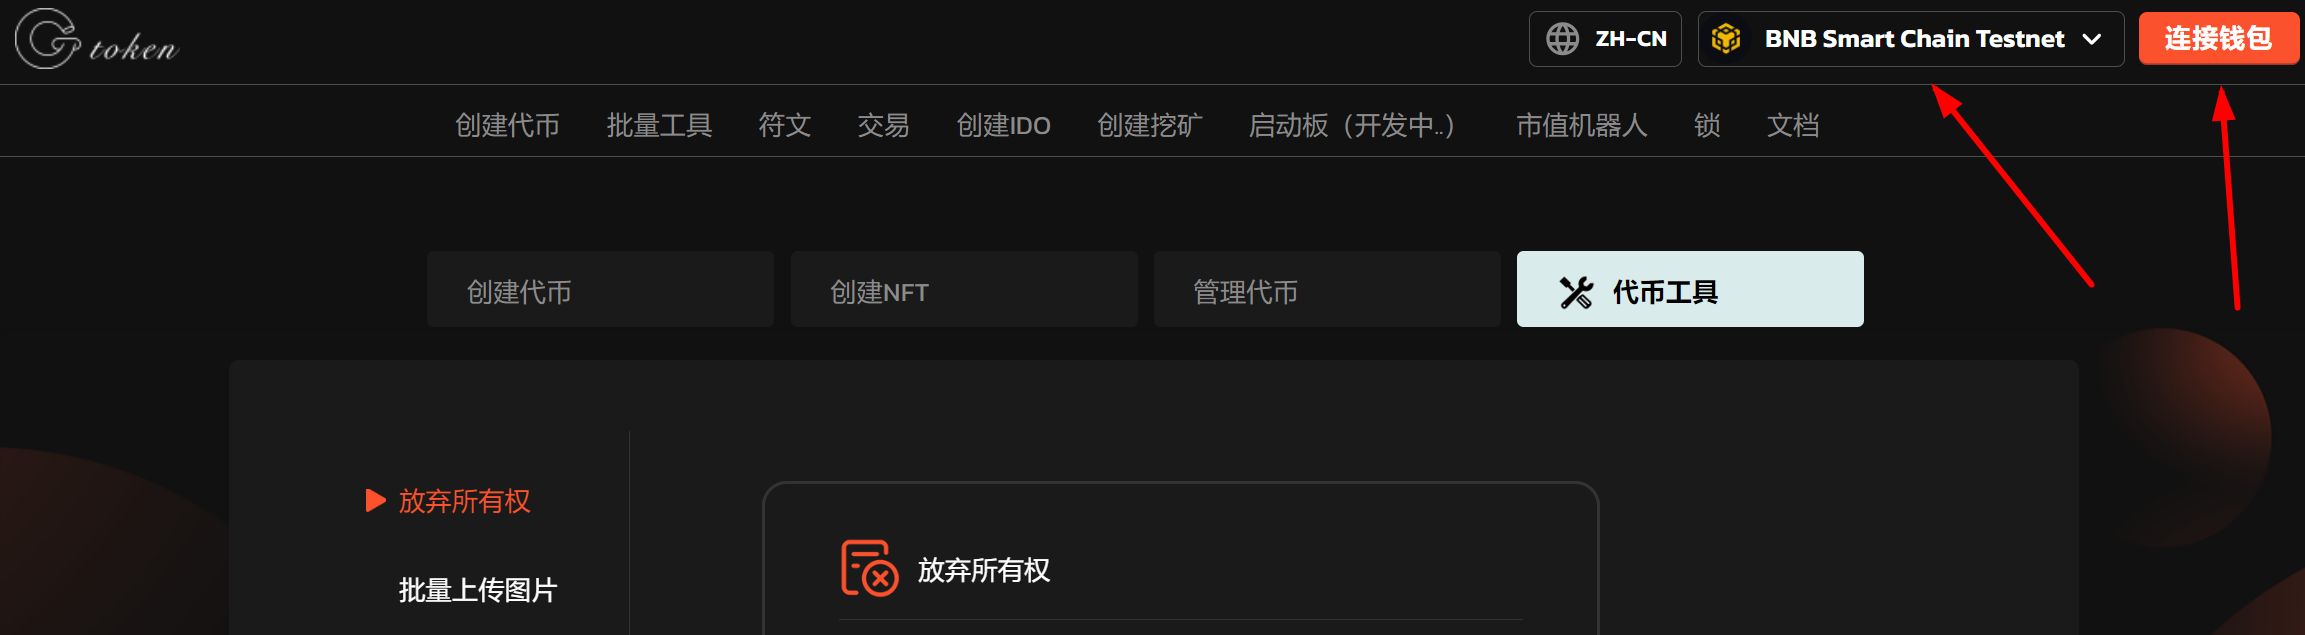 GP token
ZH-CN
BNB Smart Chain Testnet
连接钱包
创建代币 批量工具 符文 交易 创建IDO 创建挖矿 启动板（开发中..） 市值机器人 锁 文档
创建代币 创建NFT 管理代币 代币工具
放弃所有权
批量上传图片
放弃所有权